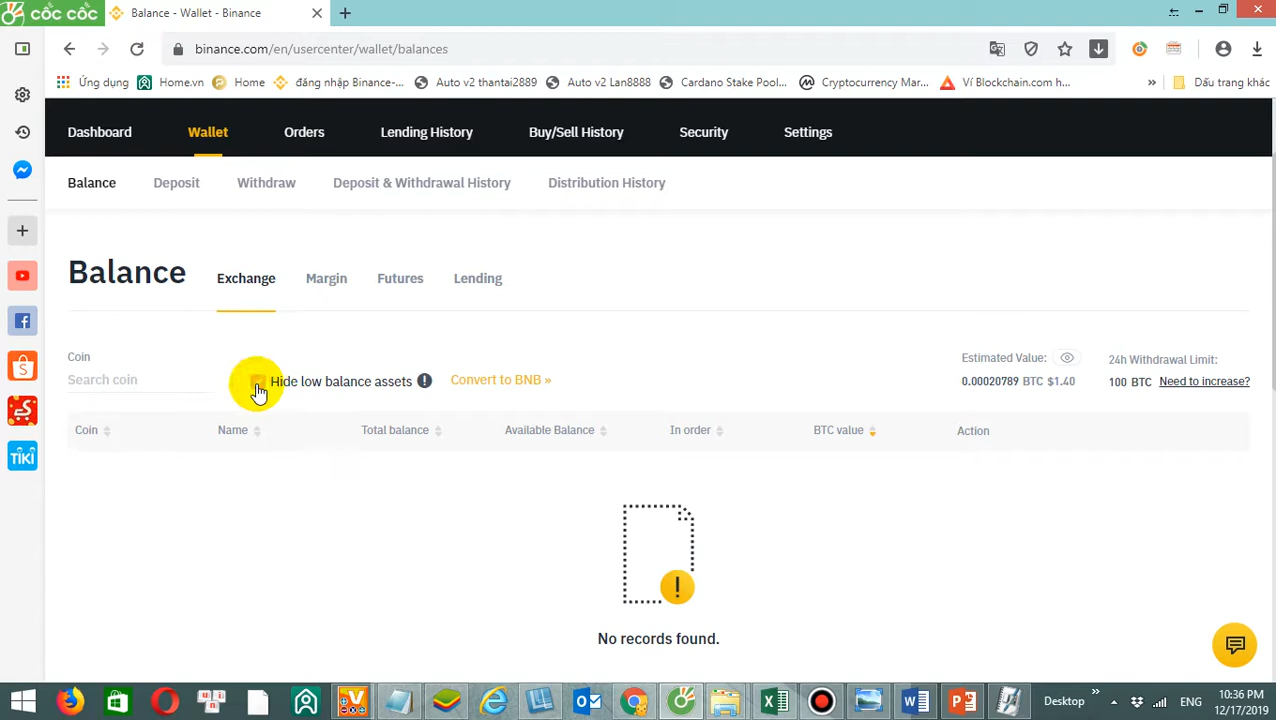 cốc cốc
Balance - Wallet - Binance
binance.com/en/usercenter/wallet/balances
Ứng dụng
Home.vn
Home
đăng nhập Binance-...
Auto v2 thantai2889
Auto v2 Lan8888
Cardano Stake Pool...
Cryptocurrency Mar...
Ví Blockchain.com h...
»
Dấu trang khác
Dashboard
Wallet
Orders
Lending History
Buy/Sell History
Security
Settings
Balance
Deposit
Withdraw
Deposit & Withdrawal History
Distribution History
Balance
Exchange
Margin
Futures
Lending
Coin
Search coin
Hide low balance assets
Convert to BNB »
Estimated Value:
0.00020789 BTC $1.40
24h Withdrawal Limit:
100 BTC Need to increase?
Coin
Name
Total balance
Available Balance
In order
BTC value
Action
No records found.
TIKI
Desktop
»
ENG
10:36 PM
12/17/2019